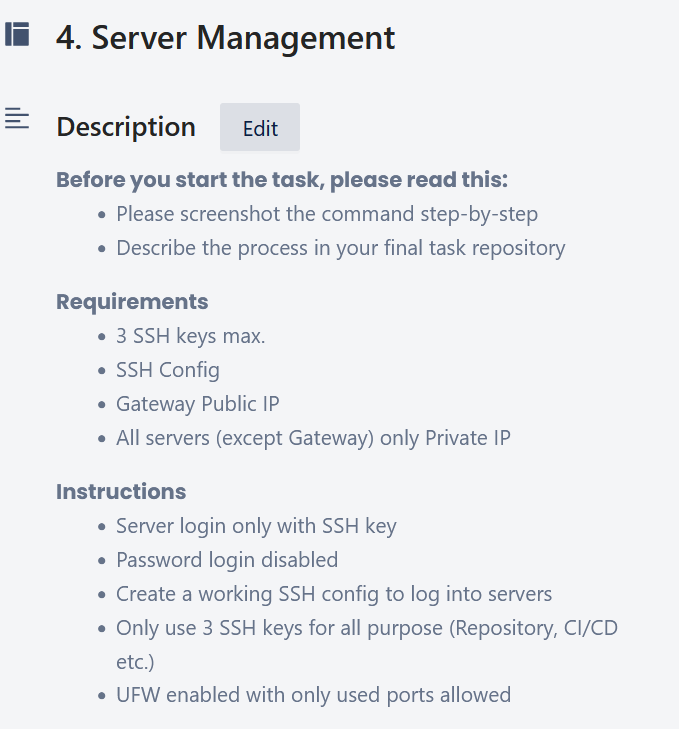 4. Server Management
Description
Edit
Before you start the task, please read this:
• Please screenshot the command step-by-step
• Describe the process in your final task repository
Requirements
• 3 SSH keys max.
• SSH Config
• Gateway Public IP
• All servers (except Gateway) only Private IP
Instructions
• Server login only with SSH key
• Password login disabled
• Create a working SSH config to log into servers
• Only use 3 SSH keys for all purpose (Repository, CI/CD
etc.)
• UFW enabled with only used ports allowed